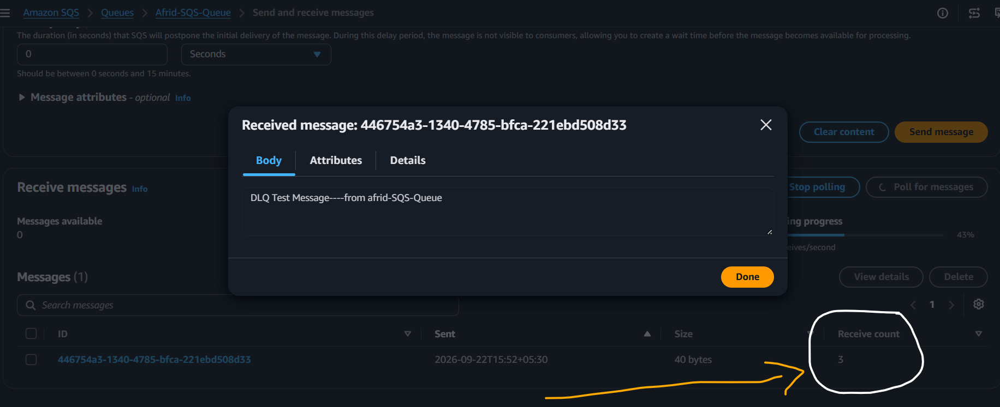 Amazon SQS > Queues > Afrid-SQS-Queue > Send and receive messages
The duration (in seconds) that SQS will postpone the initial delivery of the message. During this delay period, the message is not visible to consumers, allowing you to create a wait time before the message becomes available for processing.
0 Seconds
Should be between 0 seconds and 15 minutes.
Message attributes - optional Info
Clear content Send message
Received message: 446754a3-1340-4785-bfca-221ebd508d33
Body Attributes Details
DLQ Test Message----from afrid-SQS-Queue
Done
Receive messages Info
Stop polling Poll for messages
Messages available
0
ing progress
43%
eives/second
Messages (1)
View details Delete
Search messages
1
ID Sent Size Receive count
446754a3-1340-4785-bfca-221ebd508d33 2026-09-22T15:52+05:30 40 bytes 3